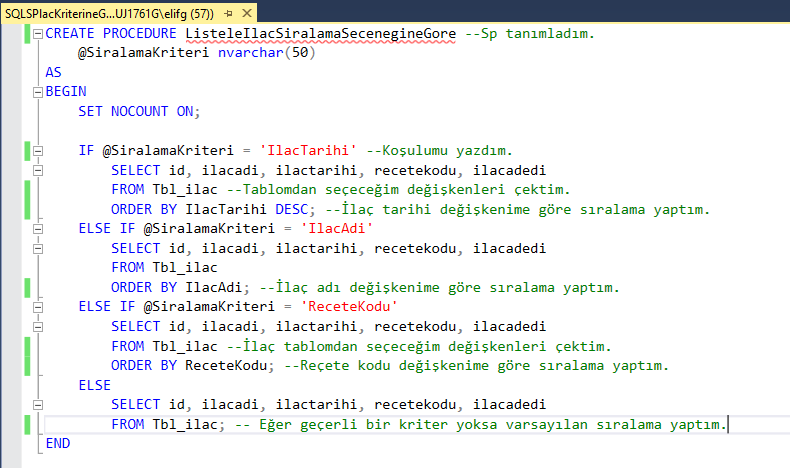 SQLSPIacKriterineG...UJ1761G\elifg (57))
CREATE PROCEDURE ListeleIlacSiralamaSecenegineGore --Sp tanımladım.
@SiralamaKriteri nvarchar(50)
AS
BEGIN
SET NOCOUNT ON;
IF @SiralamaKriteri = 'IlacTarihi' --Koşulumu yazdım.
SELECT id, ilacadi, ilactarihi, recetekodu, ilacadedi
FROM Tbl_ilac --Tablomdan seçeceğim değişkenleri çektim.
ORDER BY IlacTarihi DESC; --İlaç tarihi değişkenime göre sıralama yaptım.
ELSE IF @SiralamaKriteri = 'IlacAdi'
SELECT id, ilacadi, ilactarihi, recetekodu, ilacadedi
FROM Tbl_ilac
ORDER BY IlacAdi; --İlaç adı değişkenime göre sıralama yaptım.
ELSE IF @SiralamaKriteri = 'ReceteKodu'
SELECT id, ilacadi, ilactarihi, recetekodu, ilacadedi
FROM Tbl_ilac --İlaç tablomdan seçeceğim değişkenleri çektim.
ORDER BY ReceteKodu; --Reçete kodu değişkenime göre sıralama yaptım.
ELSE
SELECT id, ilacadi, ilactarihi, recetekodu, ilacadedi
FROM Tbl_ilac; -- Eğer geçerli bir kriter yoksa varsayılan sıralama yaptım.
END